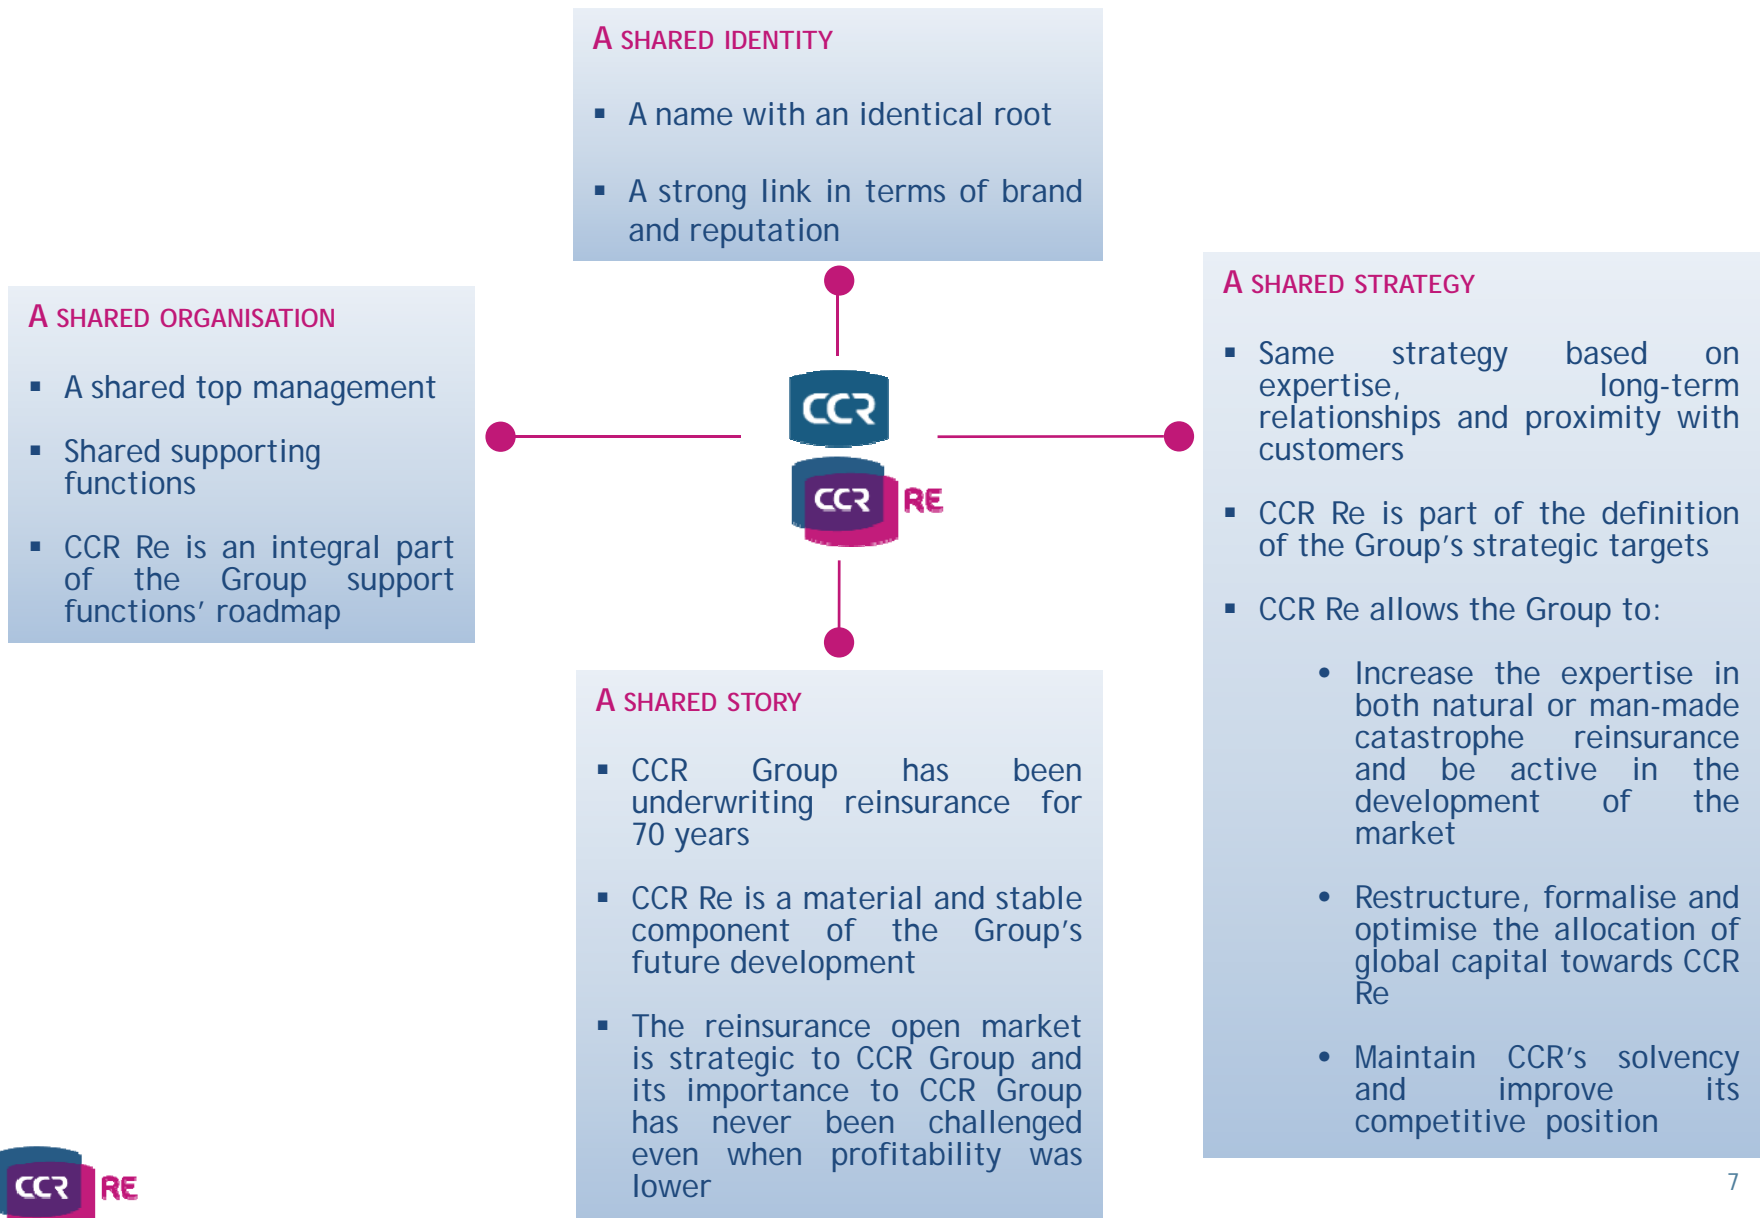 A SHARED IDENTITY
▪ A name with an identical root
▪ A strong link in terms of brand
and reputation
A SHARED ORGANISATION
▪ A shared top management
▪ Shared supporting
functions
▪ CCR Re is an integral part
of the Group support
functions' roadmap
CCR
CCR RE
A SHARED STRATEGY
▪ Same strategy based on
expertise, long-term
relationships and proximity with
customers
▪ CCR Re is part of the definition
of the Group's strategic targets
▪ CCR Re allows the Group to:
• Increase the expertise in
both natural or man-made
catastrophe reinsurance
and be active in the
development of the
market
• Restructure, formalise and
optimise the allocation of
global capital towards CCR
Re
• Maintain CCR's solvency
and improve its
competitive position
A SHARED STORY
▪ CCR Group has been
underwriting reinsurance for
70 years
▪ CCR Re is a material and stable
component of the Group's
future development
▪ The reinsurance open market
is strategic to CCR Group and
its importance to CCR Group
has never been challenged
even when profitability was
lower
CCR RE
7